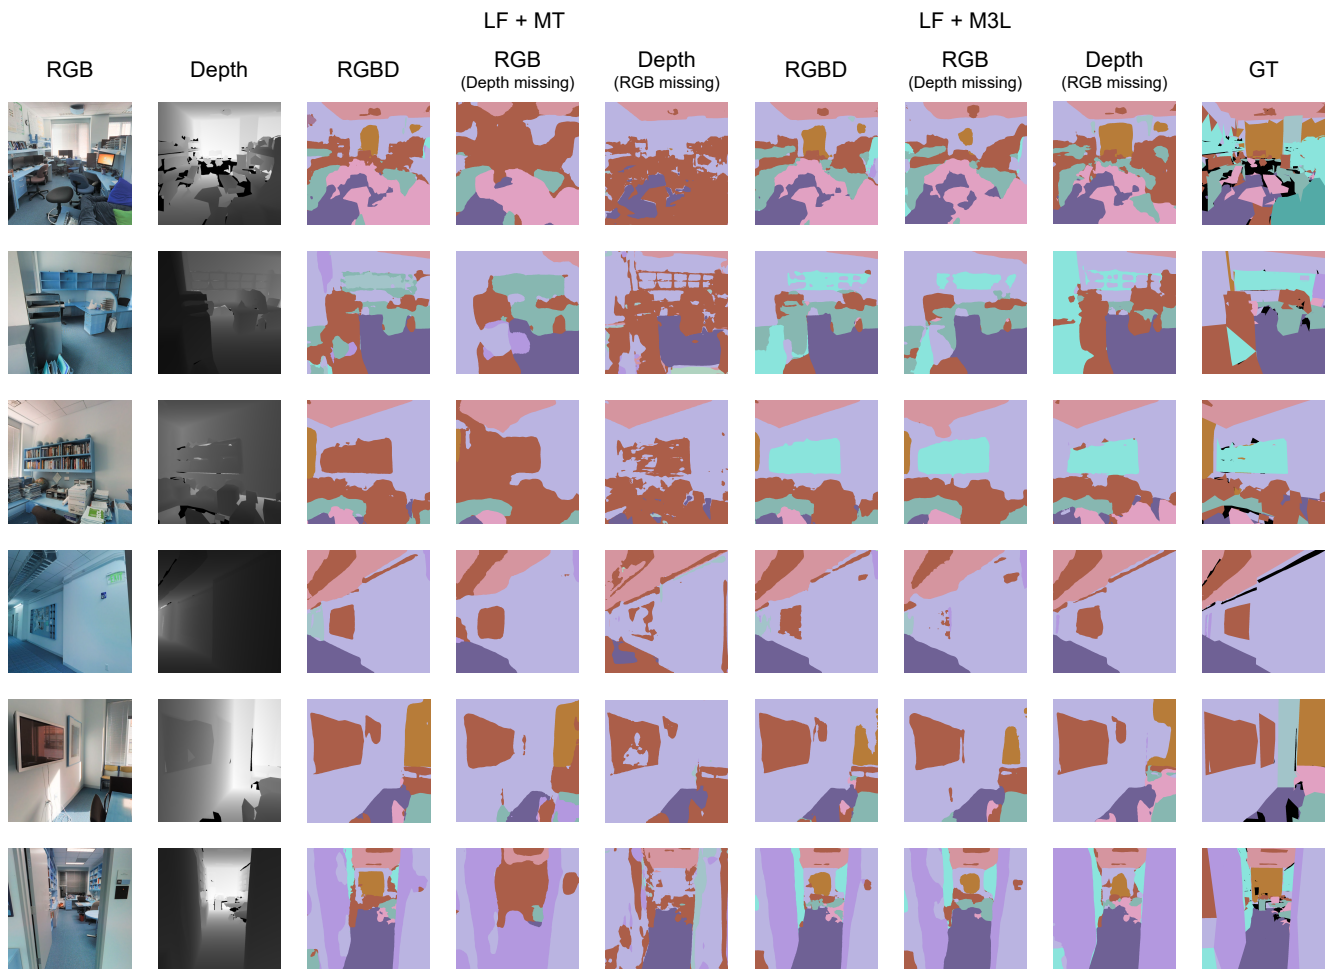 LF + MT
LF + M3L
RGB
Depth
RGBD
RGB
(Depth missing)
Depth
(RGB missing)
RGBD
RGB
(Depth missing)
Depth
(RGB missing)
GT